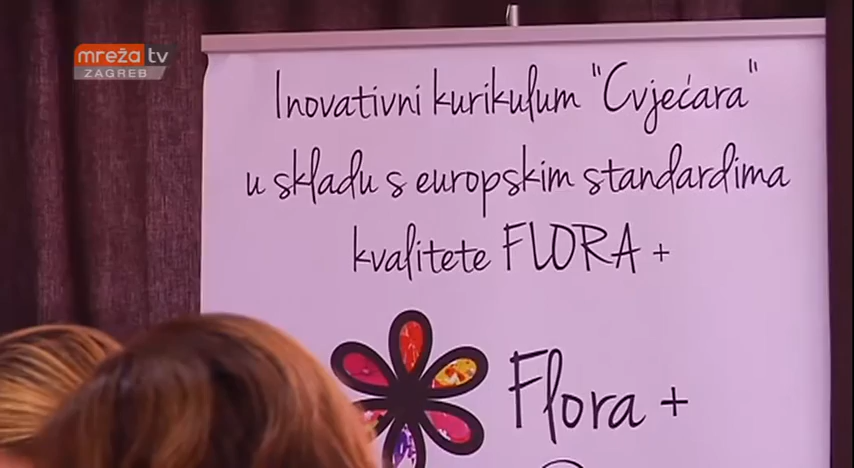 mreža tv
ZAGREB
Inovativni kurikulum "Cvjećara"
u skladu s europskim standardima
kvalitete FLORA +
Flora +